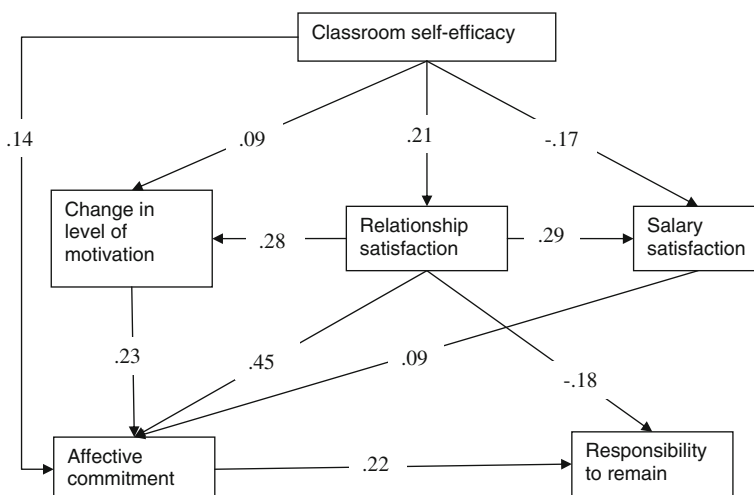 Classroom self-efficacy
.14
.09
.21
-.17
Change in
level of
motivation
.28
Relationship
satisfaction
.29
Salary
satisfaction
.23
.45
.09
-.18
Affective
commitment
.22
Responsibility
to remain